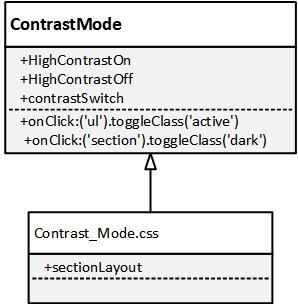 ContrastMode
+HighContrastOn
+HighContrastOff
+contrastSwitch
+onClick:('ul').toggleClass('active')
+onClick:('section').toggleClass('dark')
Contrast_Mode.css
+sectionLayout